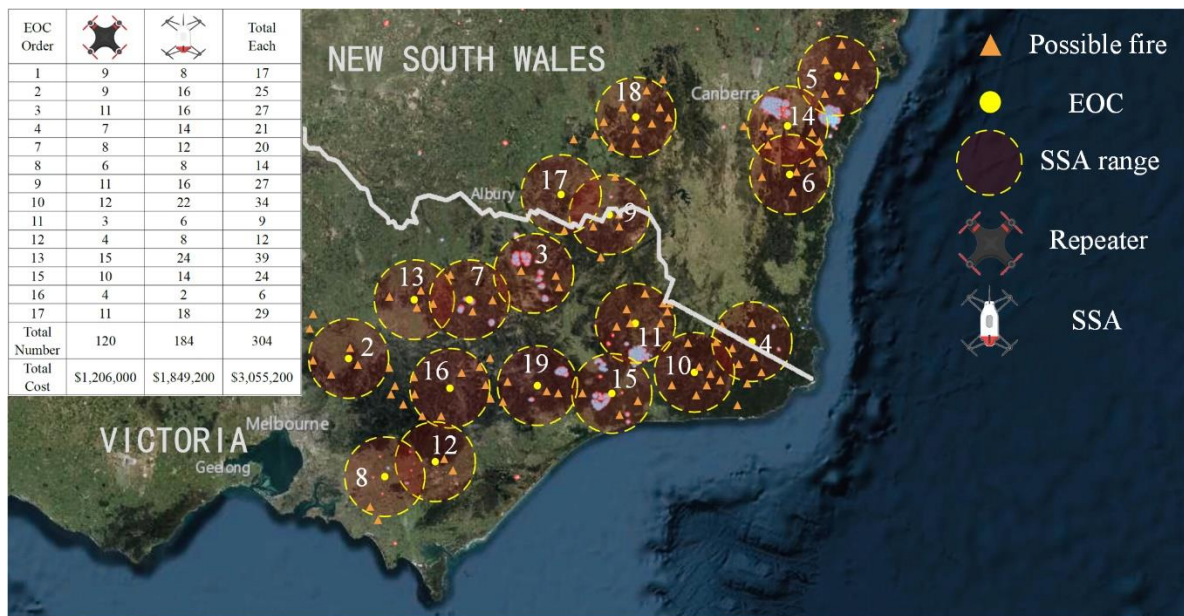 EOC Order Total Each
1 9 8 17
2 9 16 25
3 11 16 27
4 7 14 21
7 8 12 20
8 6 8 14
9 11 16 27
10 12 22 34
11 3 6 9
12 4 8 12
13 15 24 39
15 10 14 24
16 4 2 6
17 11 18 29
Total Number 120 184 304
Total Cost $1,206,000 $1,849,200 $3,055,200
NEW SOUTH WALES
Canberra
5
18
14
6
Albury
17
9
3
13
7
11
4
2
16
19
15
10
Melbourne
VICTORIA
Geelong
12
8
Possible fire
EOC
SSA range
Repeater
SSA